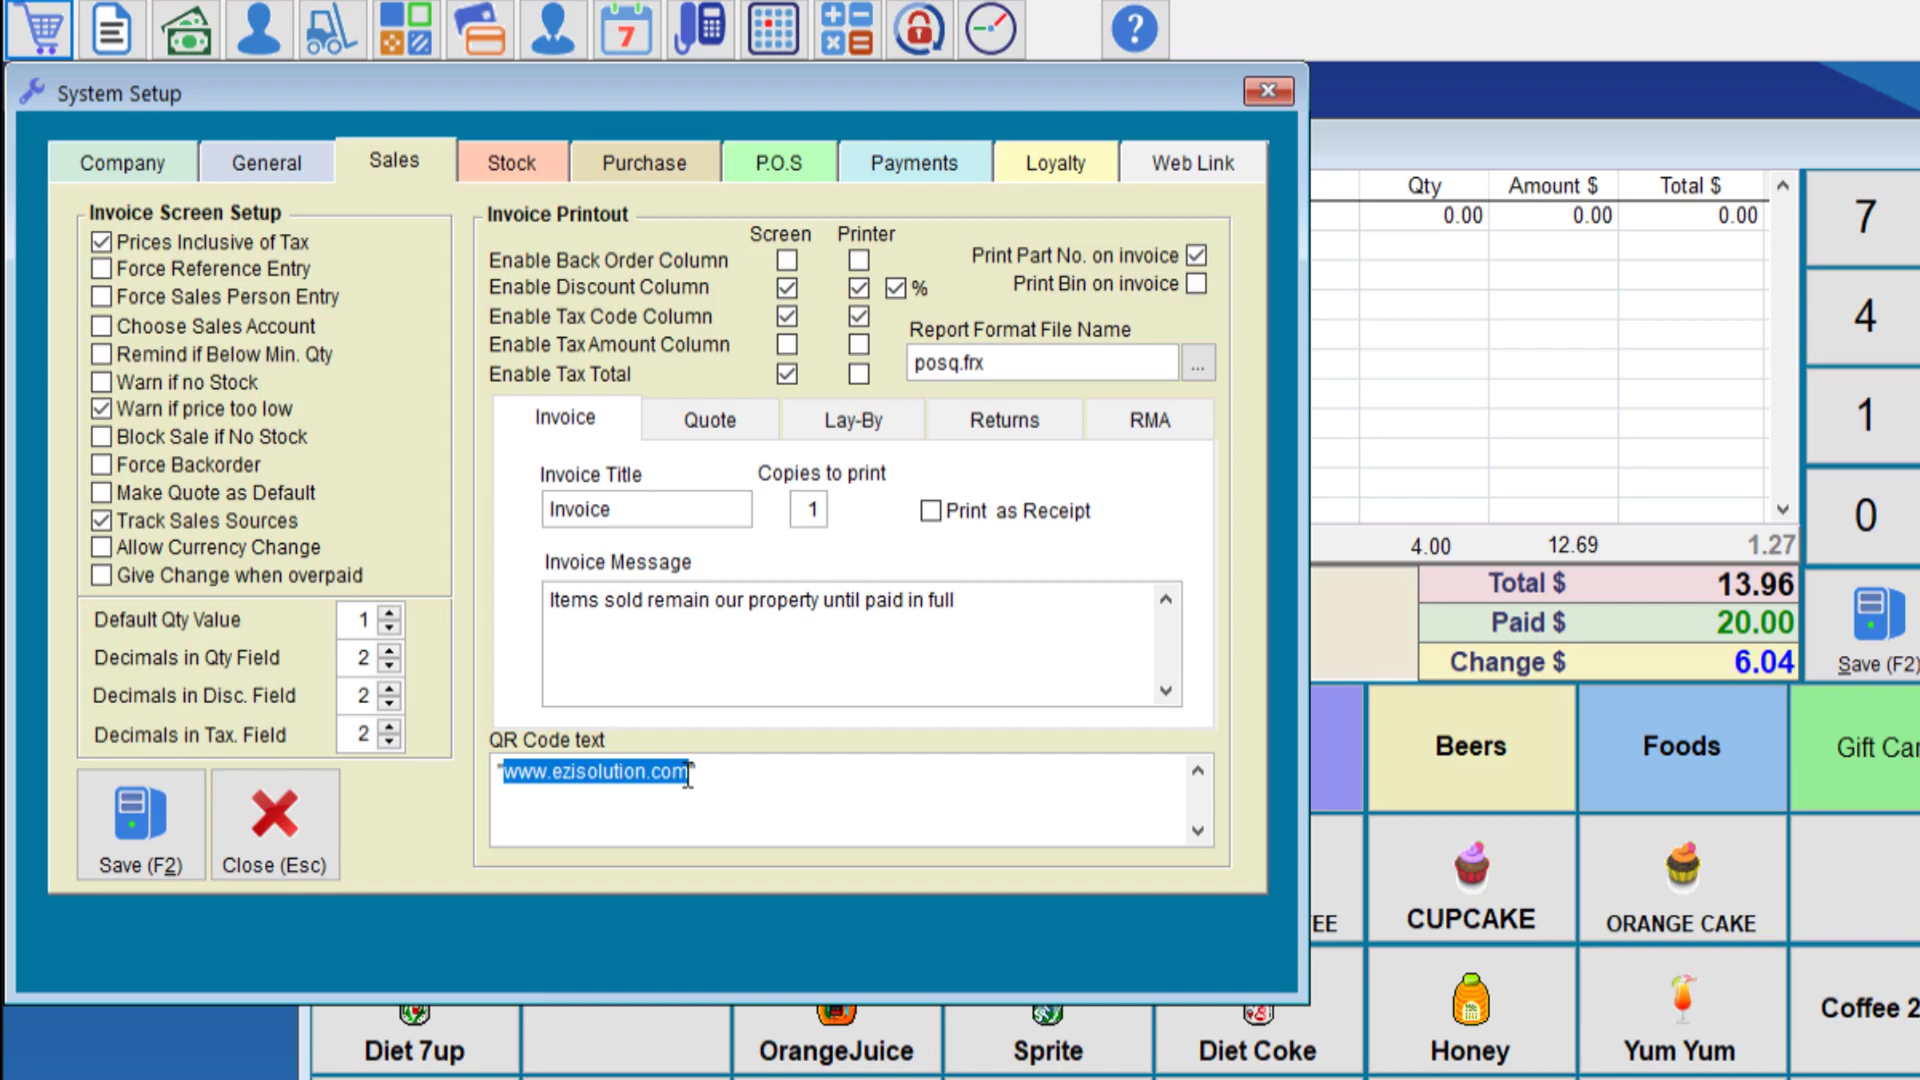 7
?
System Setup
Company
General
Sales
Stock
Purchase
P.O.S
Payments
Loyalty
Web Link
Invoice Screen Setup
Prices Inclusive of Tax
Force Reference Entry
Force Sales Person Entry
Choose Sales Account
Remind if Below Min. Qty
Warn if no Stock
Warn if price too low
Block Sale if No Stock
Force Backorder
Make Quote as Default
Track Sales Sources
Allow Currency Change
Give Change when overpaid
Default Qty Value 1
Decimals in Qty Field 2
Decimals in Disc. Field 2
Decimals in Tax. Field 2
Save (F2)
Close (Esc)
Invoice Printout
Screen Printer
Enable Back Order Column
Enable Discount Column %
Enable Tax Code Column
Enable Tax Amount Column
Enable Tax Total
Print Part No. on invoice
Print Bin on invoice
Report Format File Name
posq.frx ...
Invoice
Quote
Lay-By
Returns
RMA
Invoice Title
Copies to print
Invoice
1
Print as Receipt
Invoice Message
Items sold remain our property until paid in full
QR Code text
"www.ezisolution.com"
Qty Amount $ Total $
0.00 0.00 0.00
4.00 12.69 1.27
Total $ 13.96
Paid $ 20.00
Change $ 6.04
7
4
1
0
Save (F2)
Beers
Foods
Gift Car
EE
CUPCAKE
ORANGE CAKE
Diet 7up
OrangeJuice
Sprite
Diet Coke
Honey
Yum Yum
Coffee 2